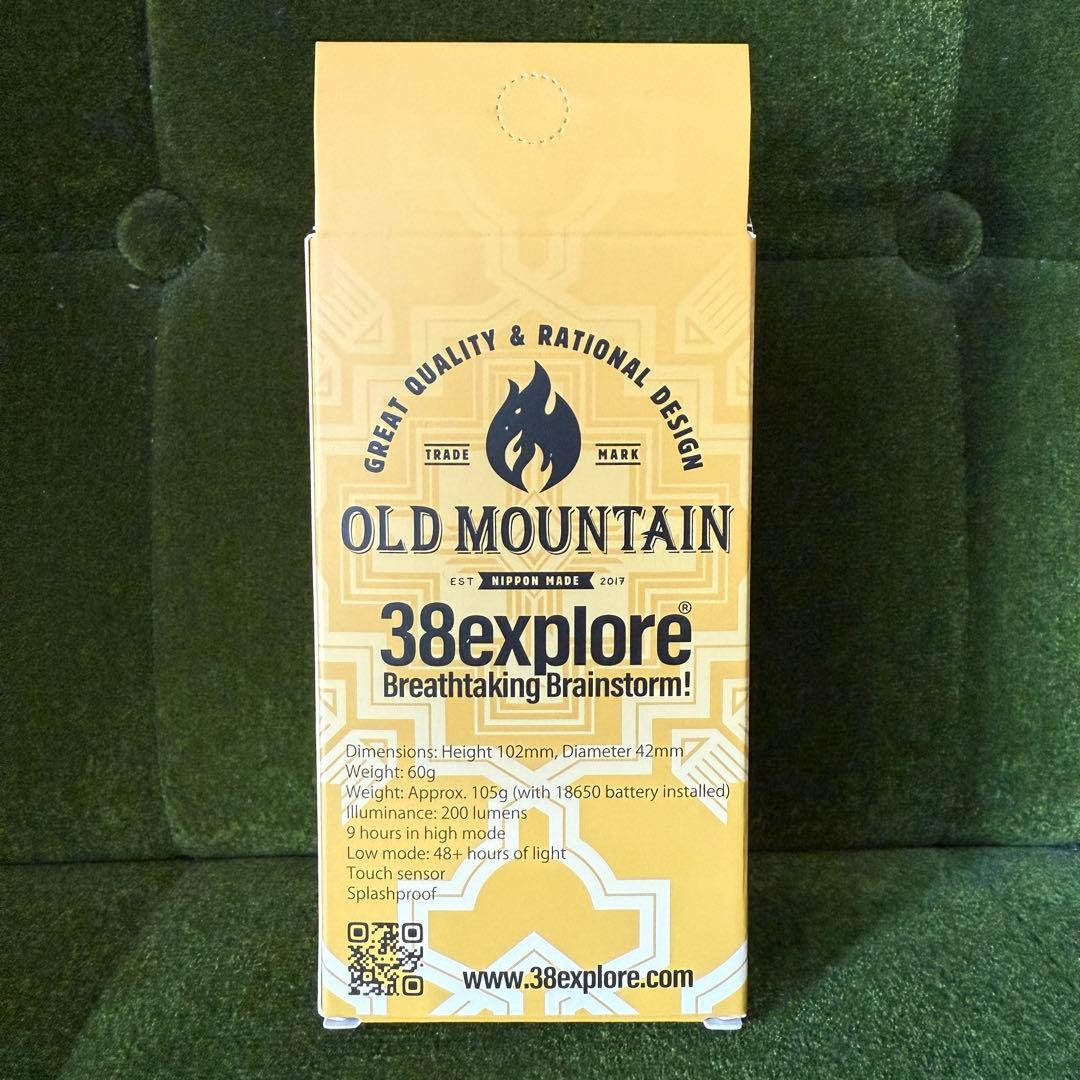 GREAT QUALITY & RATIONAL DESIGN
TRADE MARK
OLD MOUNTAIN
EST NIPPON MADE 2017
38explore®
Breathtaking Brainstorm!
Dimensions: Height 102mm, Diameter 42mm
Weight: 60g
Weight: Approx. 105g (with 18650 battery installed)
Illuminance: 200 lumens
9 hours in high mode
Low mode: 48+ hours of light
Touch sensor
Splashproof
www.38explore.com